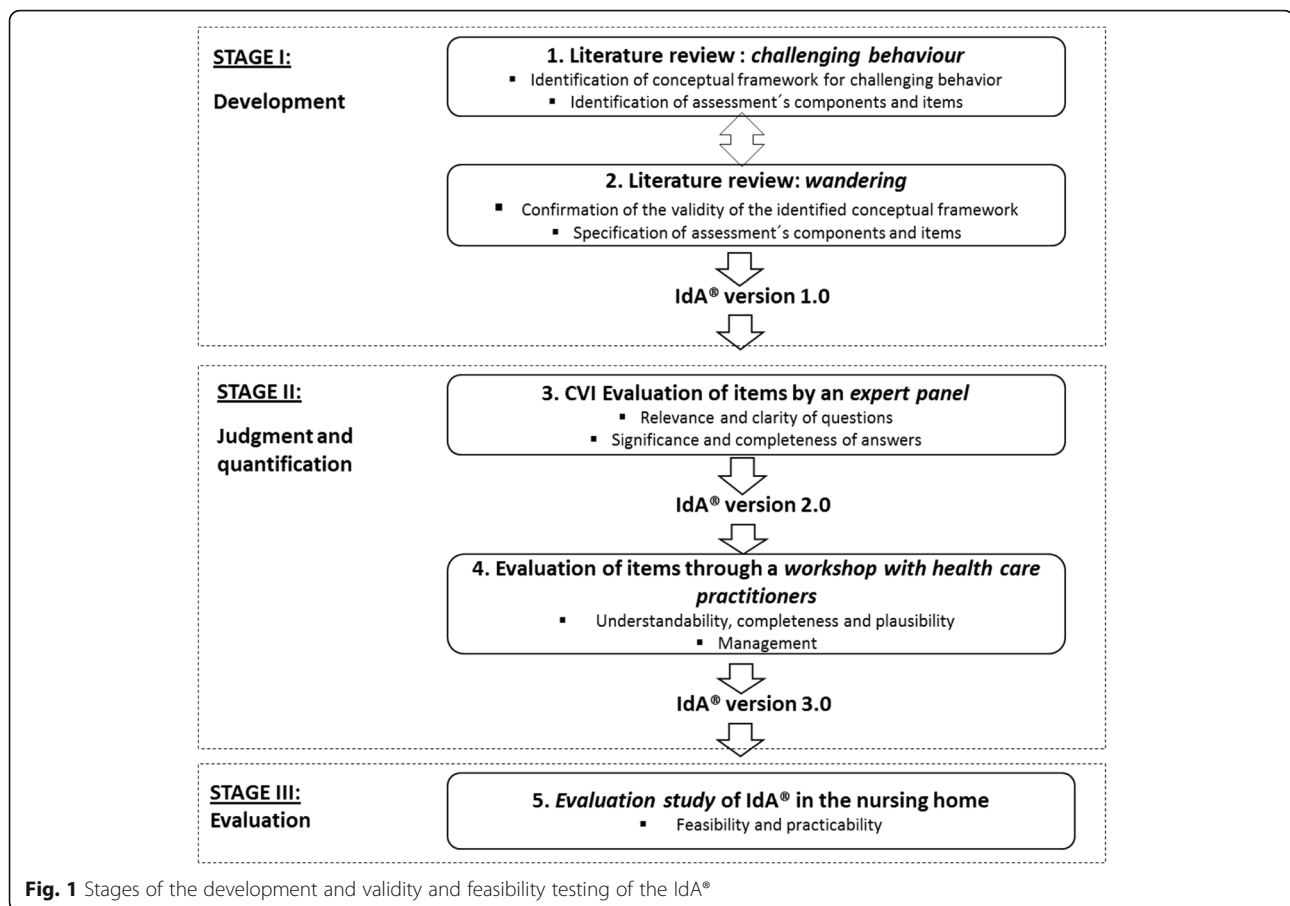 STAGE I:
Development
1. Literature review : challenging behaviour
▪ Identification of conceptual framework for challenging behavior
▪ Identification of assessment´s components and items
2. Literature review: wandering
▪ Confirmation of the validity of the identified conceptual framework
▪ Specification of assessment´s components and items
IdA® version 1.0
STAGE II:
Judgment and
quantification
3. CVI Evaluation of items by an expert panel
▪ Relevance and clarity of questions
▪ Significance and completeness of answers
IdA® version 2.0
4. Evaluation of items through a workshop with health care
practitioners
▪ Understandability, completeness and plausibility
▪ Management
IdA® version 3.0
STAGE III:
Evaluation
5. Evaluation study of IdA® in the nursing home
▪ Feasibility and practicability
Fig. 1 Stages of the development and validity and feasibility testing of the IdA®